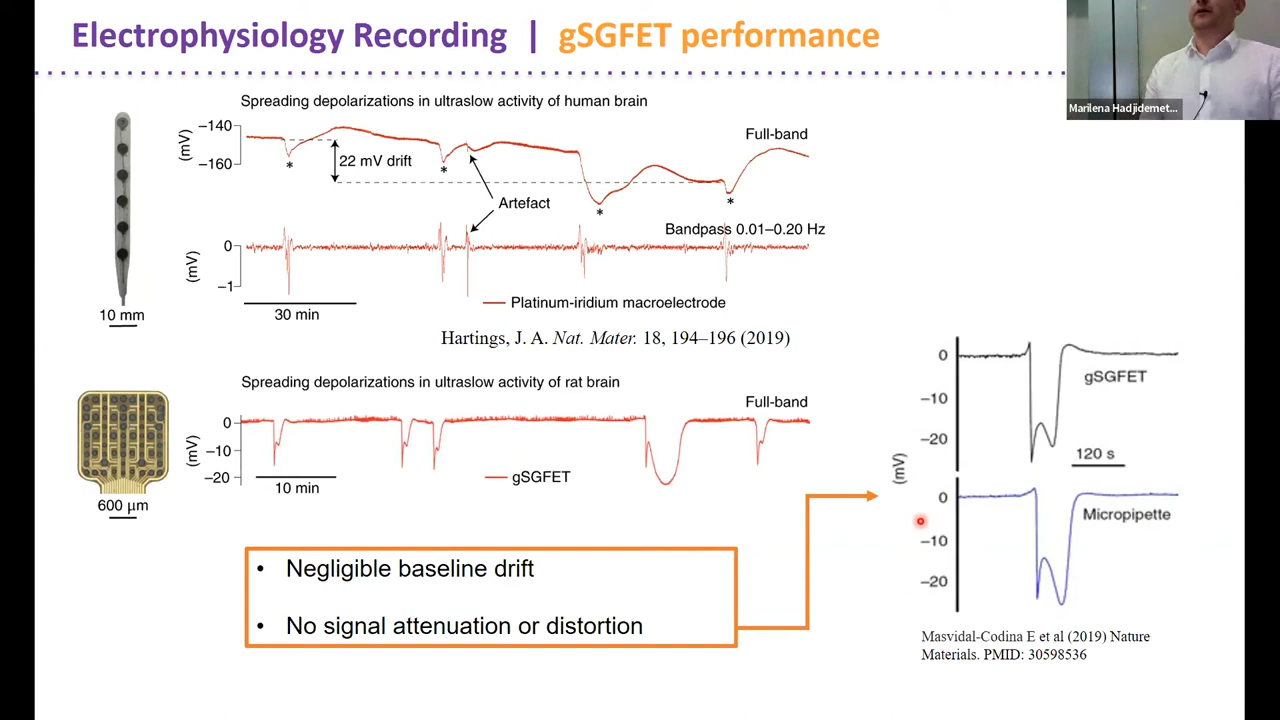 Electrophysiology Recording | gSGFET performance
Marilena Hadjidemet...
Spreading depolarizations in ultraslow activity of human brain
−140
−160
(mV)
Full-band
22 mV drift
*
*
*
*
Artefact
Bandpass 0.01–0.20 Hz
0
−1
(mV)
Platinum-iridium macroelectrode
30 min
10 mm
Hartings, J. A. Nat. Mater. 18, 194–196 (2019)
Spreading depolarizations in ultraslow activity of rat brain
Full-band
0
−10
−20
(mV)
gSGFET
10 min
600 µm
0
−10
−20
gSGFET
120 s
(mV)
0
−10
−20
Micropipette
• Negligible baseline drift
• No signal attenuation or distortion
Masvidal-Codina E et al (2019) Nature
Materials. PMID: 30598536